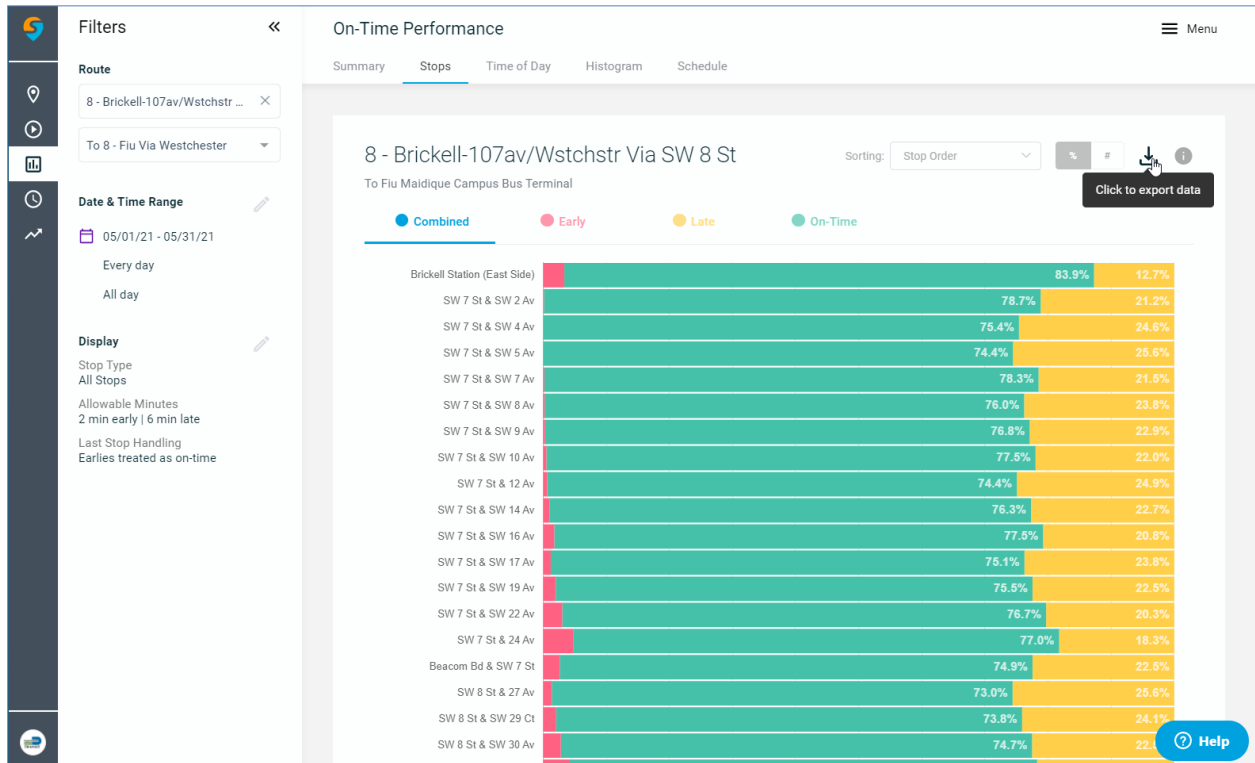 Filters
Route
8 - Brickell-107av/Wstchstr ...
To 8 - Fiu Via Westchester
Date & Time Range
05/01/21 - 05/31/21
Every day
All day
Display
Stop Type
All Stops
Allowable Minutes
2 min early | 6 min late
Last Stop Handling
Earlies treated as on-time
On-Time Performance
Menu
Summary Stops Time of Day Histogram Schedule
8 - Brickell-107av/Wstchstr Via SW 8 St
To Fiu Maidique Campus Bus Terminal
Sorting: Stop Order % #
Click to export data
Combined Early Late On-Time
Brickell Station (East Side) 83.9% 12.7%
SW 7 St & SW 2 Av 78.7% 21.2%
SW 7 St & SW 4 Av 75.4% 24.6%
SW 7 St & SW 5 Av 74.4% 25.6%
SW 7 St & SW 7 Av 78.3% 21.5%
SW 7 St & SW 8 Av 76.0% 23.8%
SW 7 St & SW 9 Av 76.8% 22.9%
SW 7 St & SW 10 Av 77.5% 22.0%
SW 7 St & 12 Av 74.4% 24.9%
SW 7 St & SW 14 Av 76.3% 22.7%
SW 7 St & SW 16 Av 77.5% 20.8%
SW 7 St & SW 17 Av 75.1% 23.8%
SW 7 St & SW 19 Av 75.5% 22.5%
SW 7 St & SW 22 Av 76.7% 20.3%
SW 7 St & 24 Av 77.0% 18.3%
Beacom Bd & SW 7 St 74.9% 22.5%
SW 8 St & 27 Av 73.0% 25.6%
SW 8 St & SW 29 Ct 73.8% 24.1%
SW 8 St & SW 30 Av 74.7%
Help